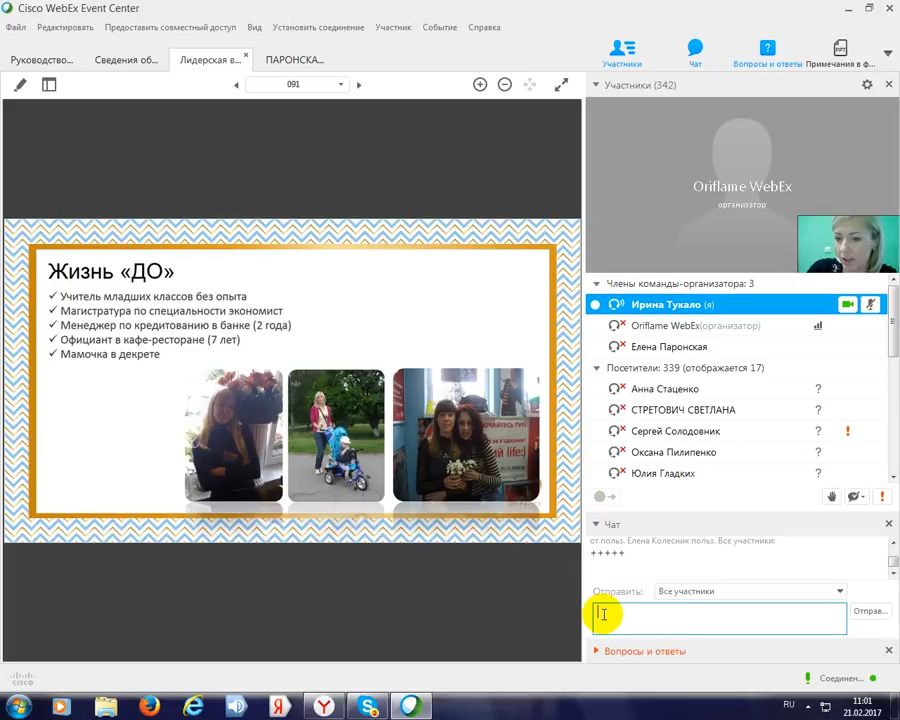 Cisco WebEx Event Center
Файл Редактировать Предоставить совместный доступ Вид Установить соединение Участник Событие Справка
Руководство... Сведения об... Лидерская в... ПАРОНСКА...
Участники Чат Вопросы и ответы Примечания в ф...
091
Участники (342)
Oriflame WebEx
организатор
Жизнь «ДО»
✓ Учитель младших классов без опыта
✓ Магистратура по специальности экономист
✓ Менеджер по кредитованию в банке (2 года)
✓ Официант в кафе-ресторане (7 лет)
✓ Мамочка в декрете
Члены команды-организатора: 3
Ирина Тукало (я)
Oriflame WebEx(организатор)
Елена Паронская
Посетители: 339 (отображается 17)
Анна Стаценко ?
СТРЕТОВИЧ СВЕТЛАНА ?
Сергей Солодовник ? !
Оксана Пилипенко ?
Юлия Гладких ?
Чат
от польз. Елена Колесник польз. Все участники:
+++++
Отправить: Все участники
Отправ...
Вопросы и ответы
cisco
Соединен...
RU
11:01
21.02.2017